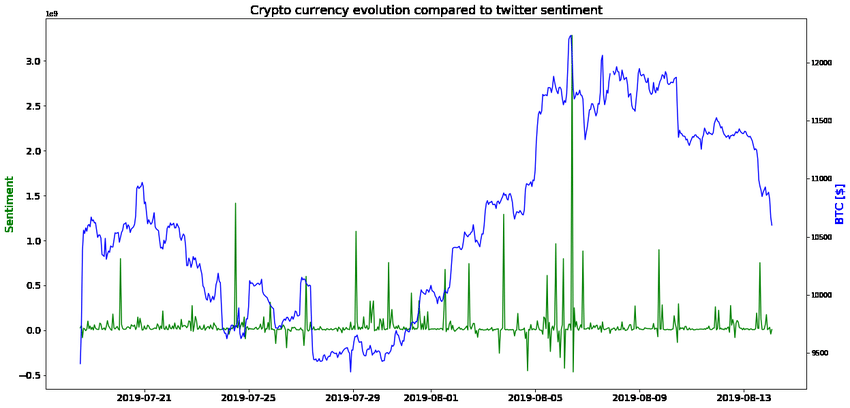 Crypto currency evolution compared to twitter sentiment
1e9
3.0
2.5
2.0
1.5
1.0
0.5
0.0
−0.5
Sentiment
12000
11500
11000
10500
10000
9500
BTC [$]
2019-07-21 2019-07-25 2019-07-29 2019-08-01 2019-08-05 2019-08-09 2019-08-13